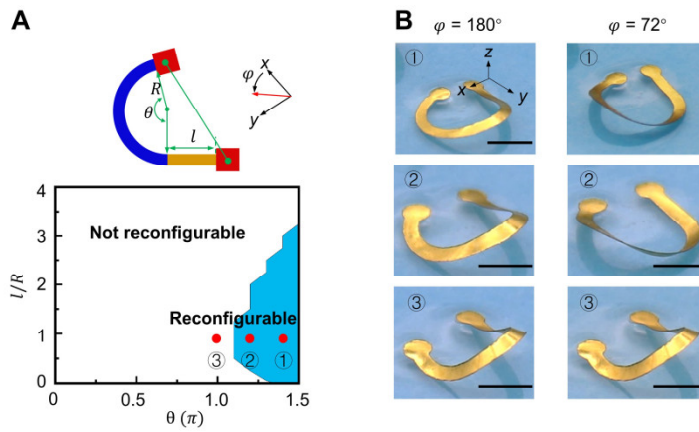 A
φ
x
y
R
θ
l
4
3
2
1
0
l/R
Not reconfigurable
Reconfigurable
③ ② ①
0 0.5 1.0 1.5
θ (π)
B
φ = 180° φ = 72°
① ①
z
x
y
② ②
③ ③